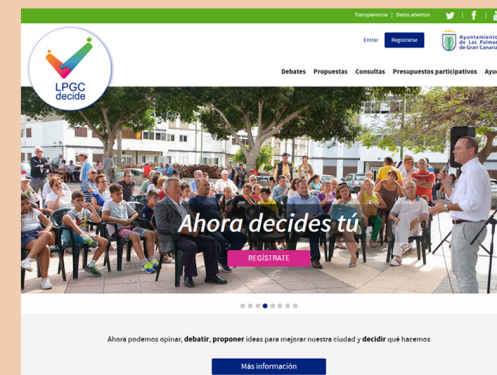 Transparencia | Datos abiertos
Entrar
Registrarse
Ayuntamiento
de Las Palmas
de Gran Canaria
LPGC
decide
Debates Propuestas Consultas Presupuestos participativos Ayu
Ahora decides tú
REGÍSTRATE
Ahora podemos opinar, debatir, proponer ideas para mejorar nuestra ciudad y decidir qué hacemos
Más información